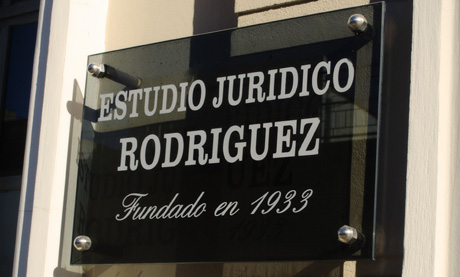 ESTUDIO JURIDICO
RODRIGUEZ
Fundado en 1933